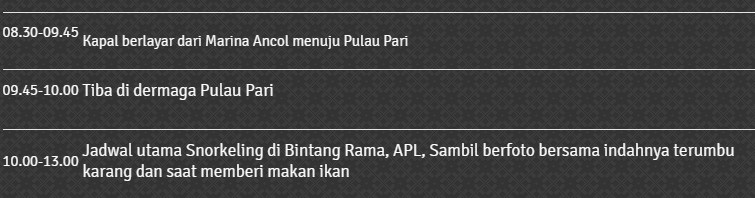 08.30-09.45 Kapal berlayar dari Marina Ancol menuju Pulau Pari
09.45-10.00 Tiba di dermaga Pulau Pari
10.00-13.00 Jadwal utama Snorkeling di Bintang Rama, APL, Sambil berfoto bersama indahnya terumbu
karang dan saat memberi makan ikan